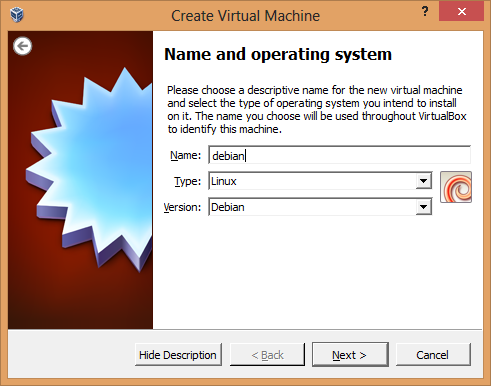 Create Virtual Machine
?
Name and operating system
Please choose a descriptive name for the new virtual machine
and select the type of operating system you intend to install
on it. The name you choose will be used throughout VirtualBox
to identify this machine.
Name: debian
Type: Linux
Version: Debian
Hide Description < Back Next > Cancel